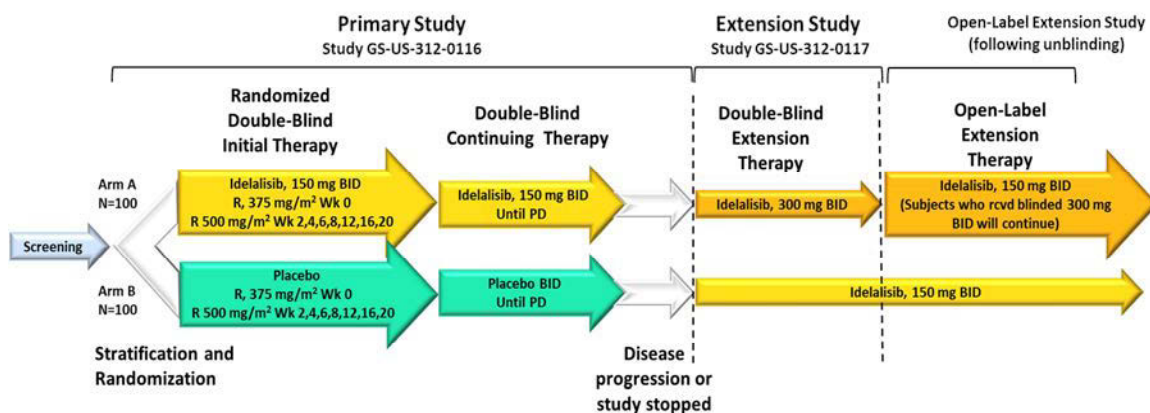 Primary Study
Study GS-US-312-0116
Extension Study
Study GS-US-312-0117
Open-Label Extension Study
(following unblinding)
Randomized
Double-Blind
Initial Therapy
Double-Blind
Continuing Therapy
Double-Blind
Extension
Therapy
Open-Label
Extension
Therapy
Arm A
N=100
Idelalisib, 150 mg BID
R, 375 mg/m² Wk 0
R 500 mg/m² Wk 2,4,6,8,12,16,20
Idelalisib, 150 mg BID
Until PD
Idelalisib, 300 mg BID
Idelalisib, 150 mg BID
(Subjects who rcvd blinded 300 mg
BID will continue)
Screening
Arm B
N=100
Placebo
R, 375 mg/m² Wk 0
R 500 mg/m² Wk 2,4,6,8,12,16,20
Placebo BID
Until PD
Idelalisib, 150 mg BID
Stratification and
Randomization
Disease
progression or
study stopped